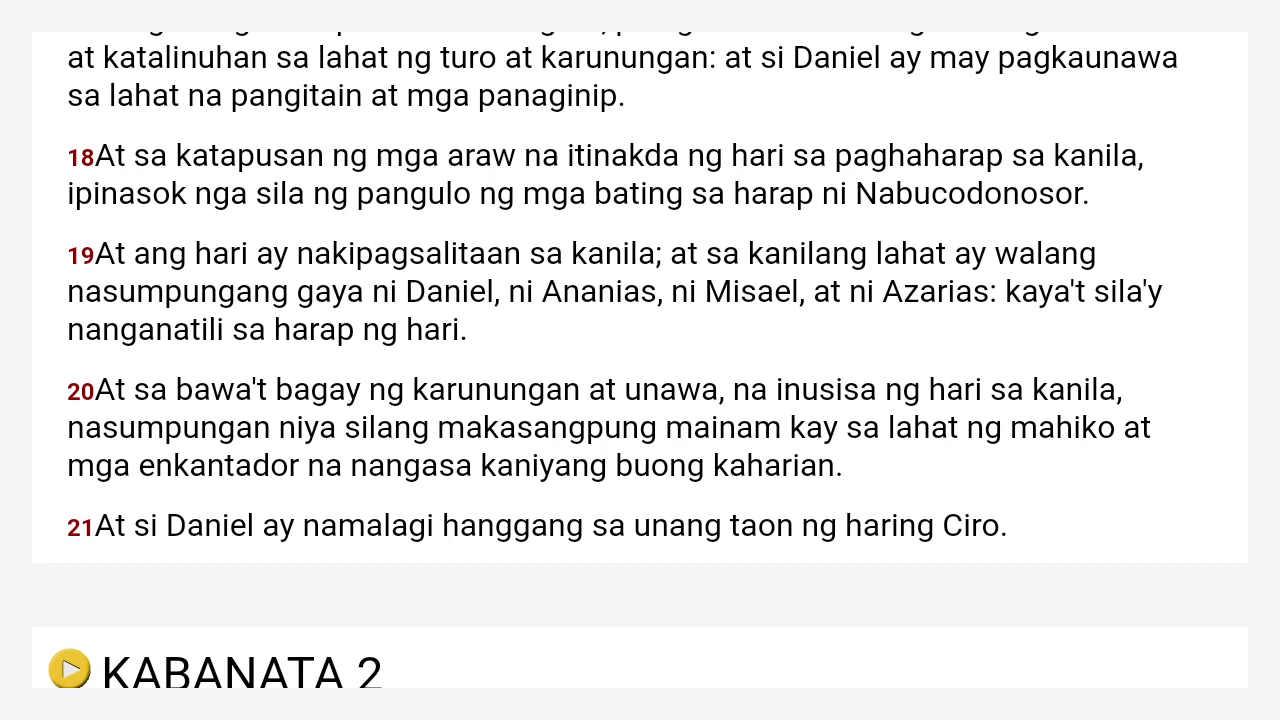 at katalinuhan sa lahat ng turo at karunungan: at si Daniel ay may pagkaunawa
sa lahat na pangitain at mga panaginip.
18At sa katapusan ng mga araw na itinakda ng hari sa paghaharap sa kanila,
ipinasok nga sila ng pangulo ng mga bating sa harap ni Nabucodonosor.
19At ang hari ay nakipagsalitaan sa kanila; at sa kanilang lahat ay walang
nasumpungang gaya ni Daniel, ni Ananias, ni Misael, at ni Azarias: kaya't sila'y
nanganatili sa harap ng hari.
20At sa bawa't bagay ng karunungan at unawa, na inusisa ng hari sa kanila,
nasumpungan niya silang makasangpung mainam kay sa lahat ng mahiko at
mga enkantador na nangasa kaniyang buong kaharian.
21At si Daniel ay namalagi hanggang sa unang taon ng haring Ciro.
KABANATA 2